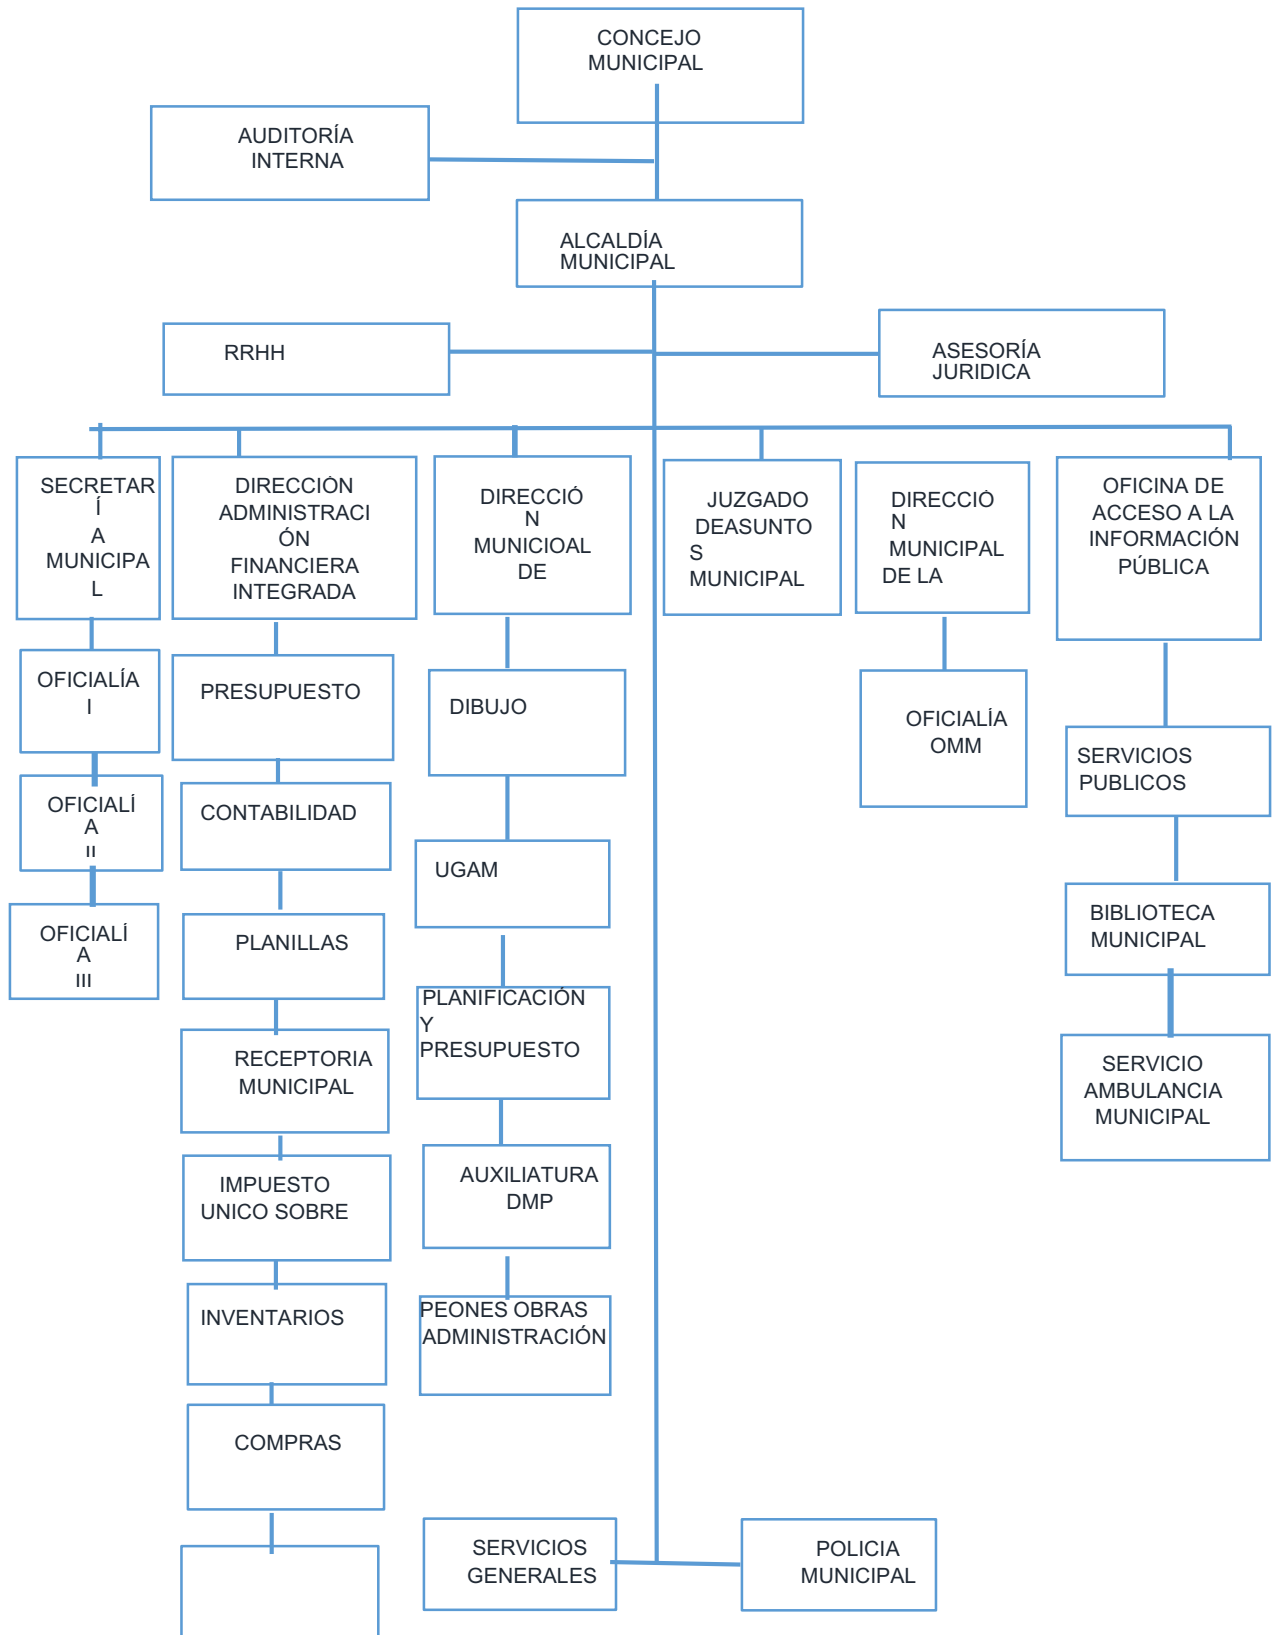 CONCEJO
MUNICIPAL
AUDITORÍA
INTERNA
ALCALDÍA
MUNICIPAL
RRHH
ASESORÍA
JURIDICA
SECRETAR
Í
A
MUNICIPA
L
DIRECCIÓN
ADMINISTRACI
ÓN
FINANCIERA
INTEGRADA
DIRECCIÓ
N
MUNICIOAL
DE
JUZGADO
DEASUNTO
S
MUNICIPAL
DIRECCIÓ
N
MUNICIPAL
DE LA
OFICINA DE
ACCESO A LA
INFORMACIÓN
PÚBLICA
OFICIALÍA
I
OFICIALÍ
A
II
OFICIALÍ
A
III
PRESUPUESTO
CONTABILIDAD
PLANILLAS
RECEPTORIA
MUNICIPAL
IMPUESTO
UNICO SOBRE
INVENTARIOS
COMPRAS
DIBUJO
UGAM
PLANIFICACIÓN
Y
PRESUPUESTO
AUXILIATURA
DMP
PEONES OBRAS
ADMINISTRACIÓN
OFICIALÍA
OMM
SERVICIOS
PUBLICOS
BIBLIOTECA
MUNICIPAL
SERVICIO
AMBULANCIA
MUNICIPAL
SERVICIOS
GENERALES
POLICIA
MUNICIPAL